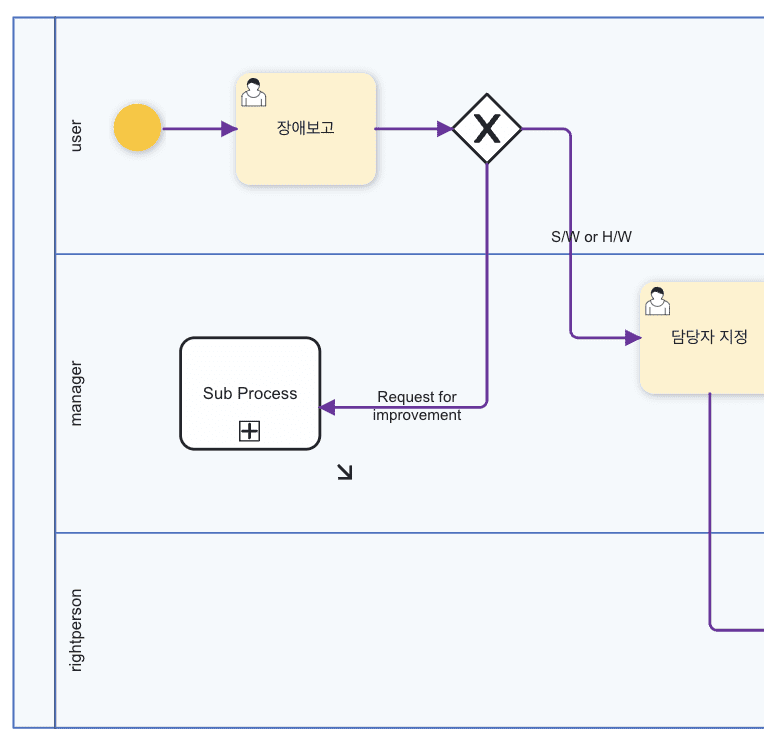 user
장애보고
S/W or H/W
manager
담당자 지정
Sub Process
Request for
improvement
rightperson